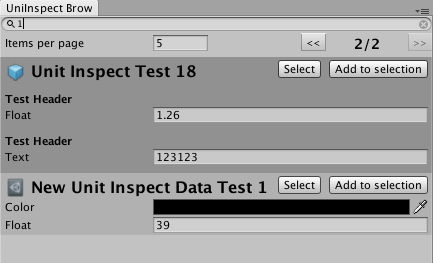 UniInspect Brow
1
Items per page 5 << 2/2 >>
Unit Inspect Test 18 Select Add to selection
Test Header
Float 1.26
Test Header
Text 123123
New Unit Inspect Data Test 1 Select Add to selection
Color
Float 39